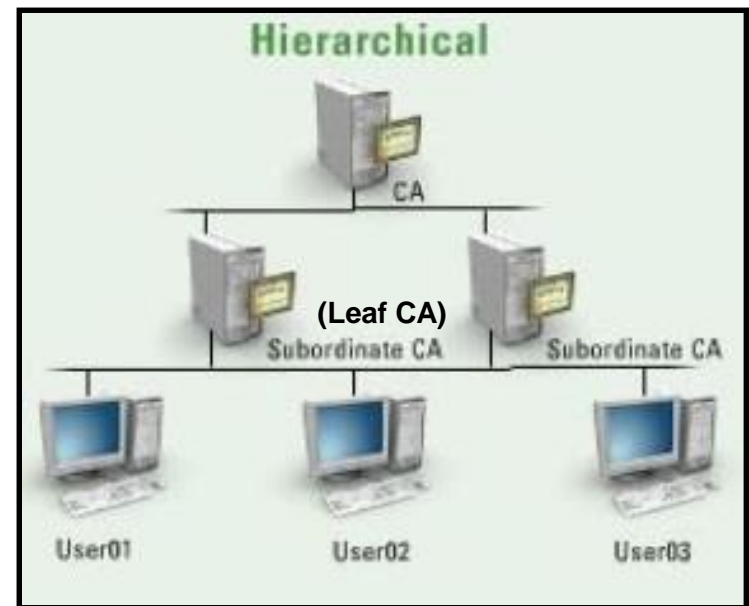 Hierarchical
CA
(Leaf CA)
Subordinate CA
Subordinate CA
User01
User02
User03